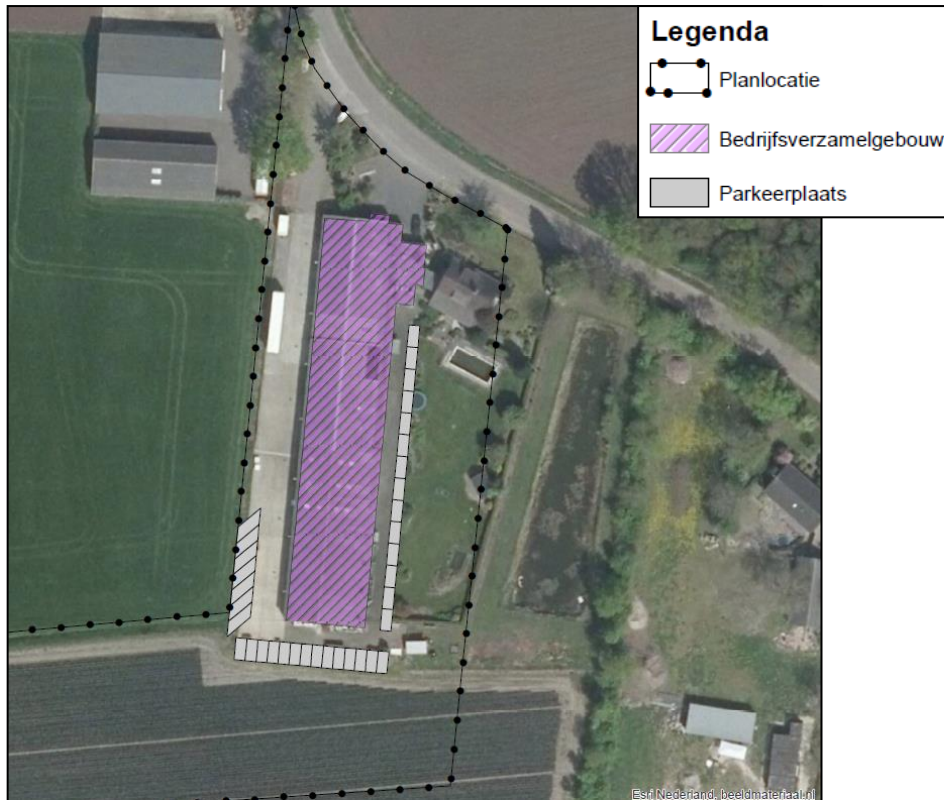 Legenda
Planlocatie
Bedrijfsverzamelgebouw
Parkeerplaats
Esri Nederland, beeldmateriaal.nl